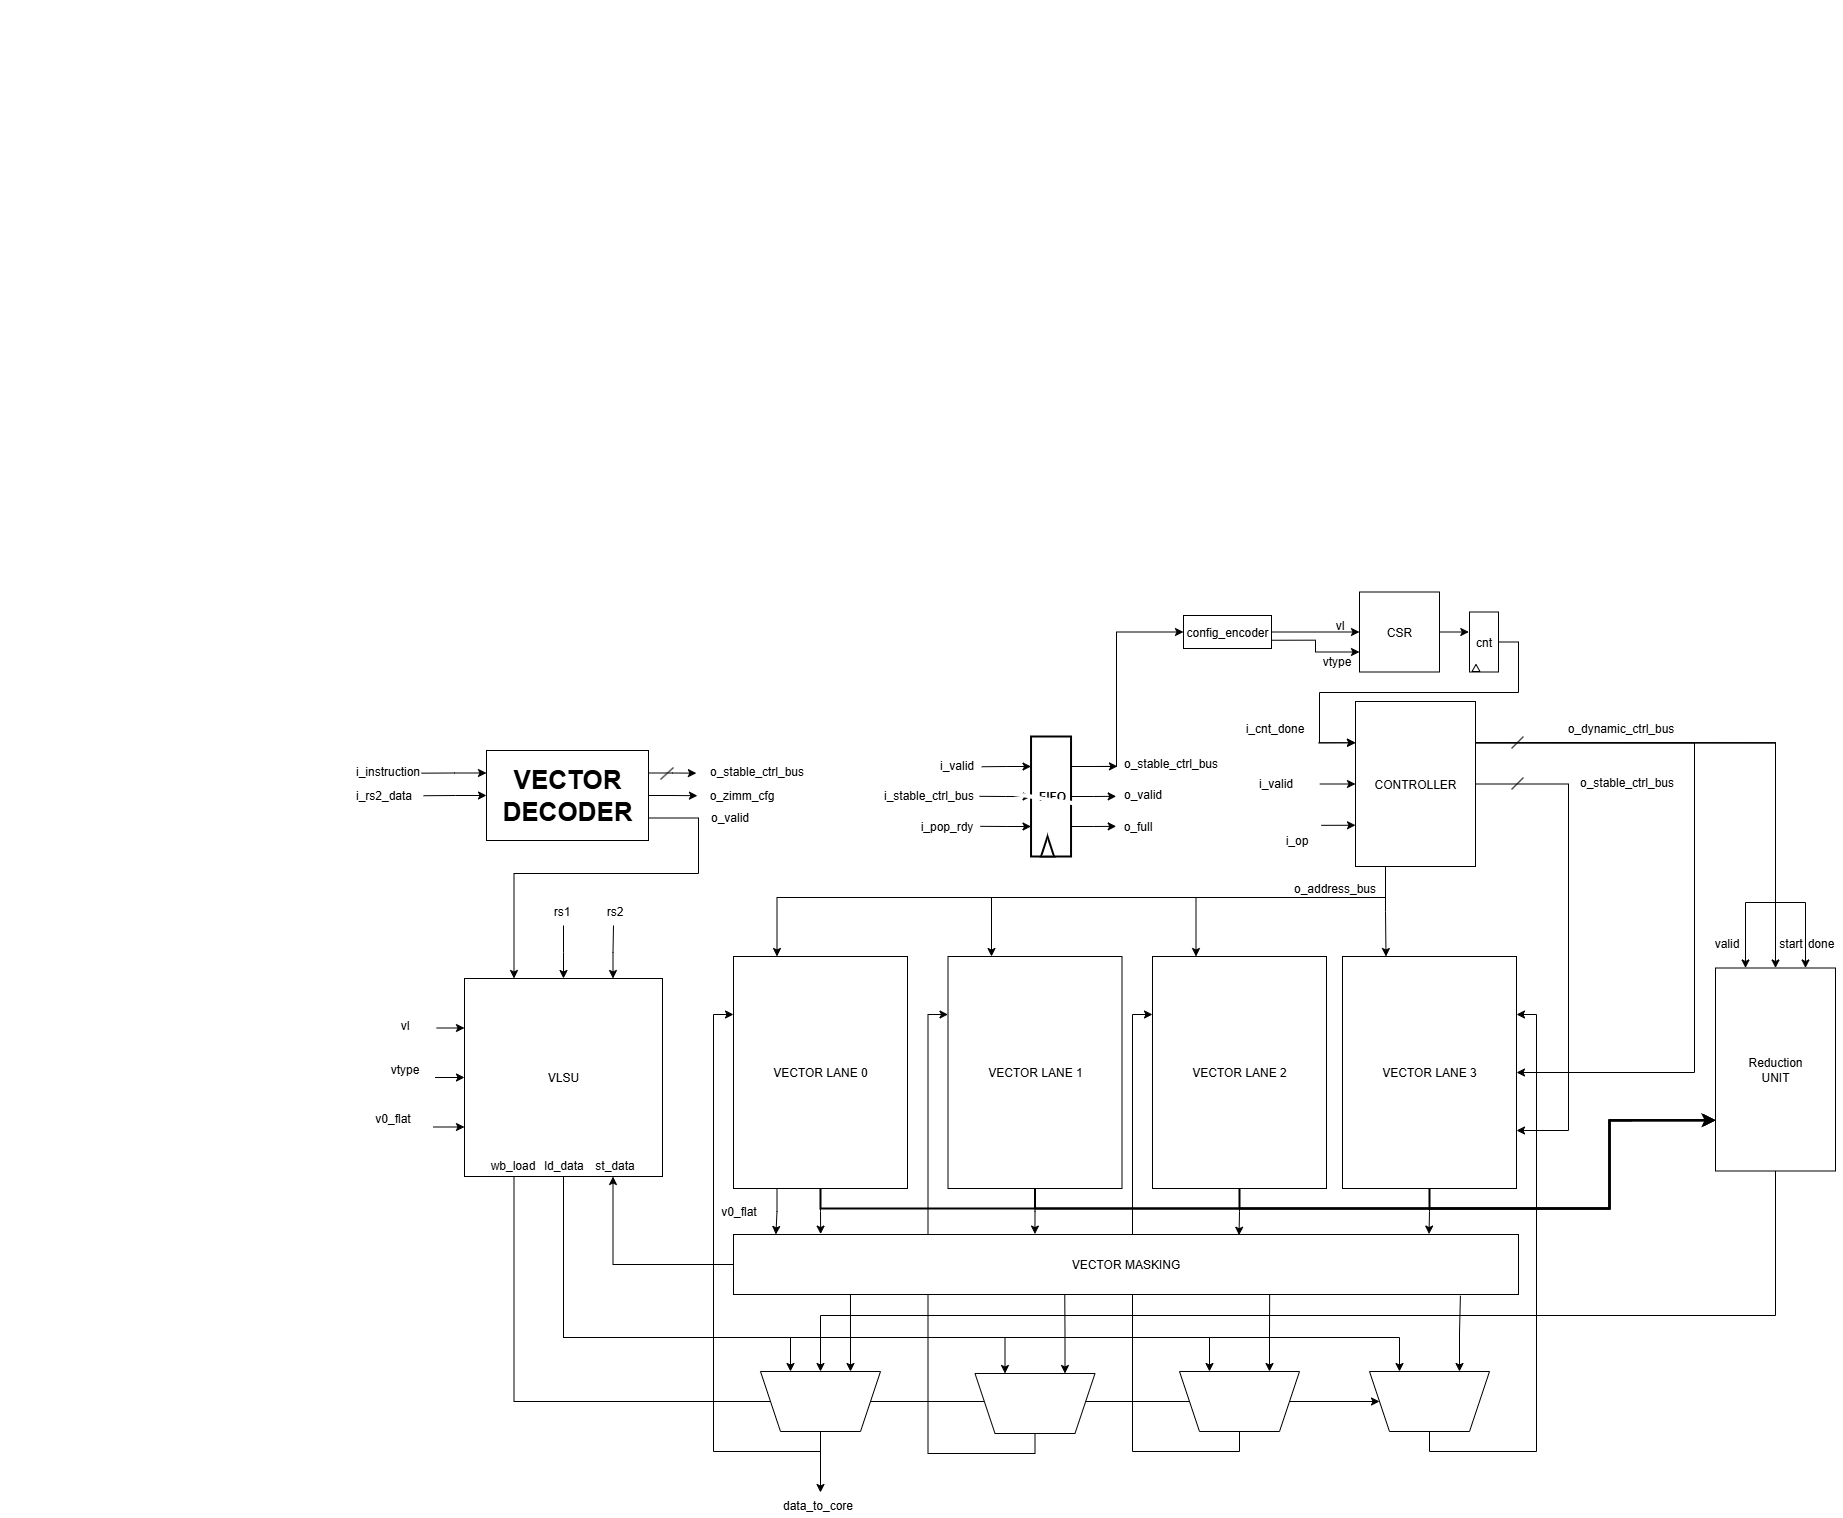 config_encoder
vl
vtype
CSR
cnt
i_cnt_done
i_valid
i_op
CONTROLLER
o_dynamic_ctrl_bus
o_stable_ctrl_bus
o_address_bus
i_instruction
i_rs2_data
VECTOR
DECODER
o_stable_ctrl_bus
o_zimm_cfg
o_valid
i_valid
i_stable_ctrl_bus
i_pop_rdy
FIFO
o_stable_ctrl_bus
o_valid
o_full
rs1
rs2
vl
vtype
v0_flat
VLSU
wb_load
ld_data
st_data
VECTOR LANE 0
VECTOR LANE 1
VECTOR LANE 2
VECTOR LANE 3
valid
start
done
Reduction
UNIT
v0_flat
VECTOR MASKING
data_to_core